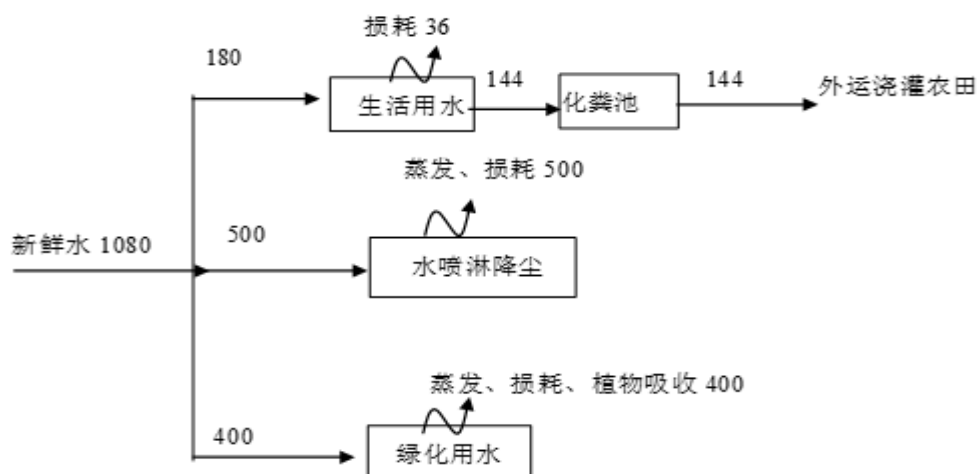 损耗 36
180
生活用水
144
化粪池
144
外运浇灌农田
蒸发、损耗 500
新鲜水 1080
500
水喷淋降尘
蒸发、损耗、植物吸收 400
400
绿化用水